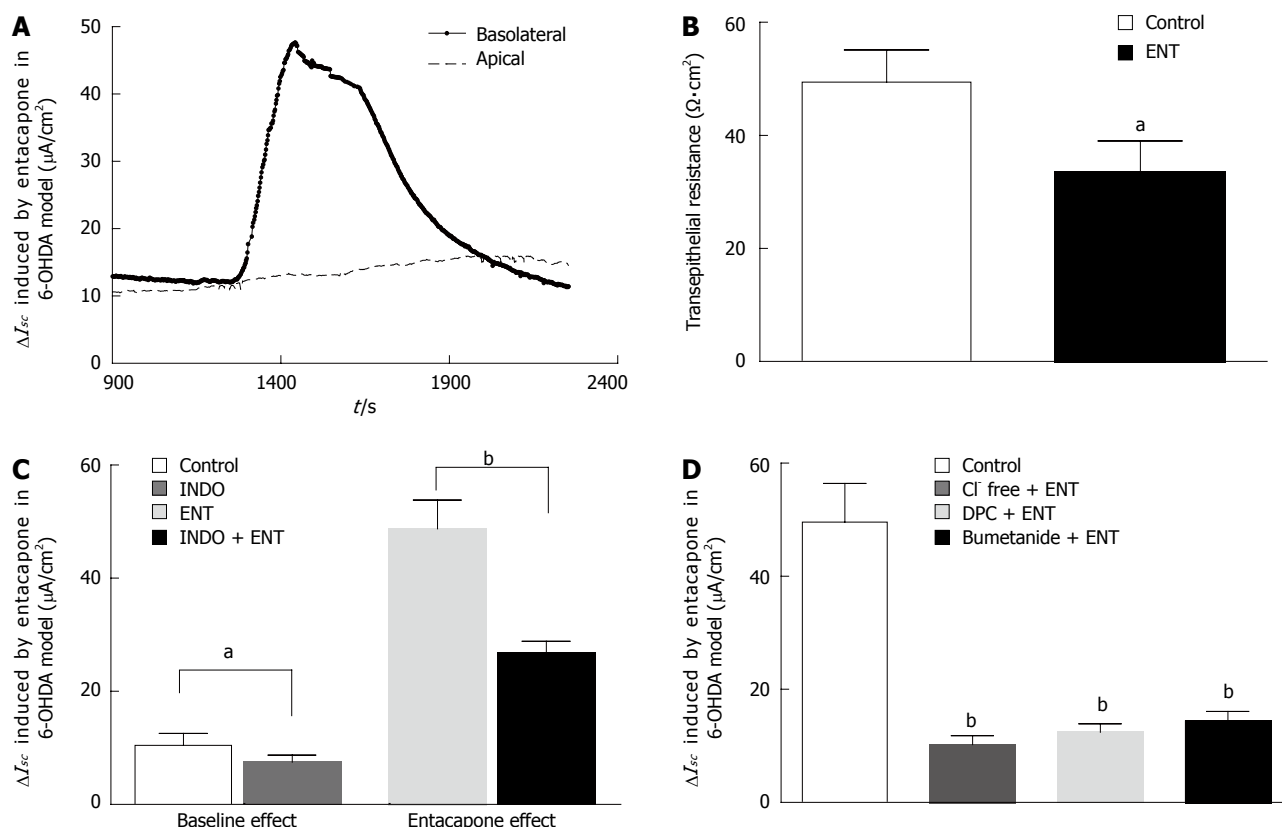 A
ΔIsc induced by entacapone in
6-OHDA model (μA/cm²)
50
40
30
20
10
0
900
1400
1900
2400
t/s
Basolateral
Apical
B
Transepithelial resistance (Ω·cm²)
60
40
20
0
Control
ENT
a
C
ΔIsc induced by entacapone in
6-OHDA model (μA/cm²)
60
40
20
0
Control
INDO
ENT
INDO + ENT
a
b
Baseline effect
Entacapone effect
D
ΔIsc induced by entacapone in
6-OHDA model (μA/cm²)
60
40
20
0
Control
Cl⁻ free + ENT
DPC + ENT
Bumetanide + ENT
b
b
b